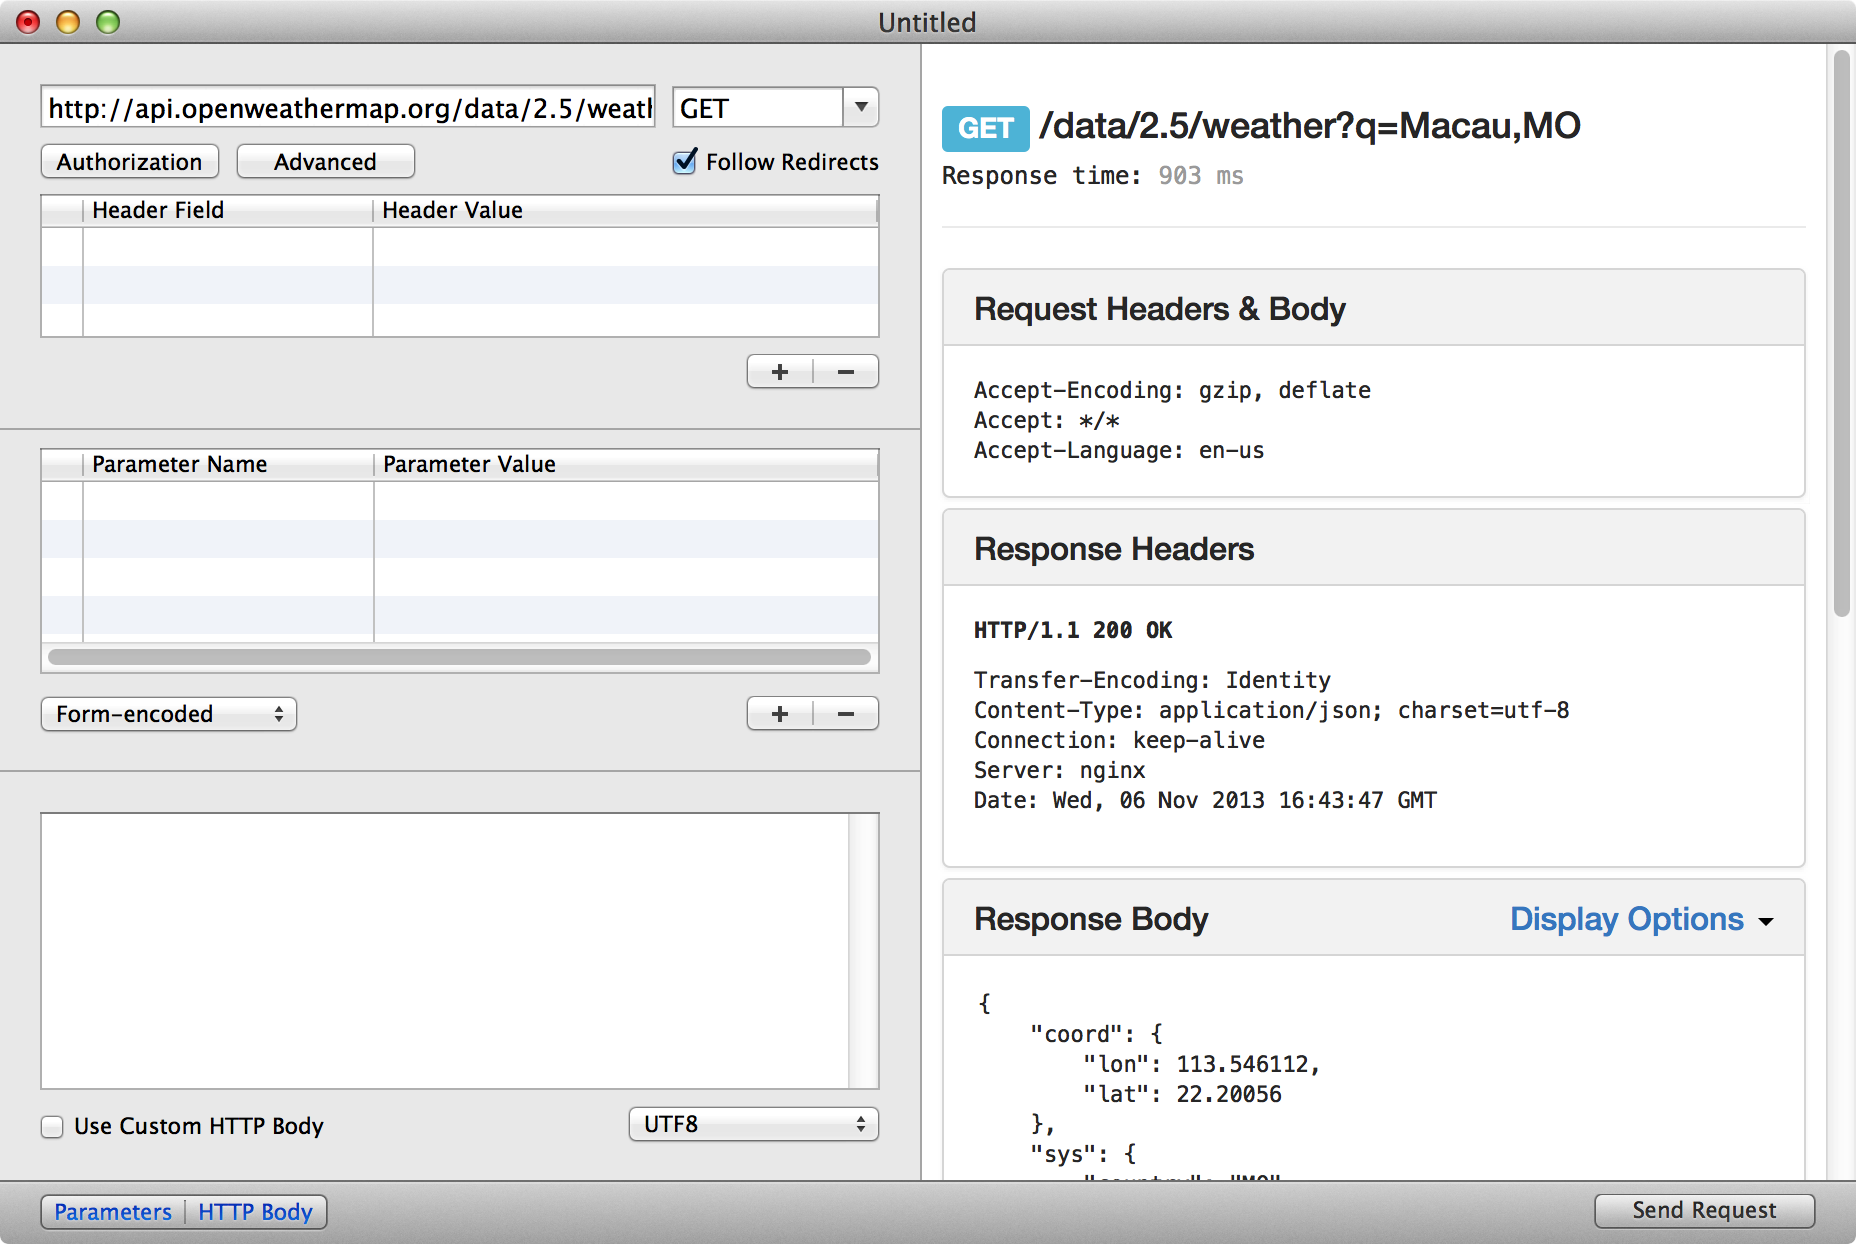 Untitled
http://api.openweathermap.org/data/2.5/weath
GET
Authorization
Advanced
Follow Redirects
Header Field
Header Value
+
−
Parameter Name
Parameter Value
Form-encoded
+
−
Use Custom HTTP Body
UTF8
Parameters
HTTP Body
GET /data/2.5/weather?q=Macau,MO
Response time: 903 ms
Request Headers & Body
Accept-Encoding: gzip, deflate
Accept: */*
Accept-Language: en-us
Response Headers
HTTP/1.1 200 OK
Transfer-Encoding: Identity
Content-Type: application/json; charset=utf-8
Connection: keep-alive
Server: nginx
Date: Wed, 06 Nov 2013 16:43:47 GMT
Response Body
Display Options
{
"coord": {
"lon": 113.546112,
"lat": 22.20056
},
"sys": {
Send Request